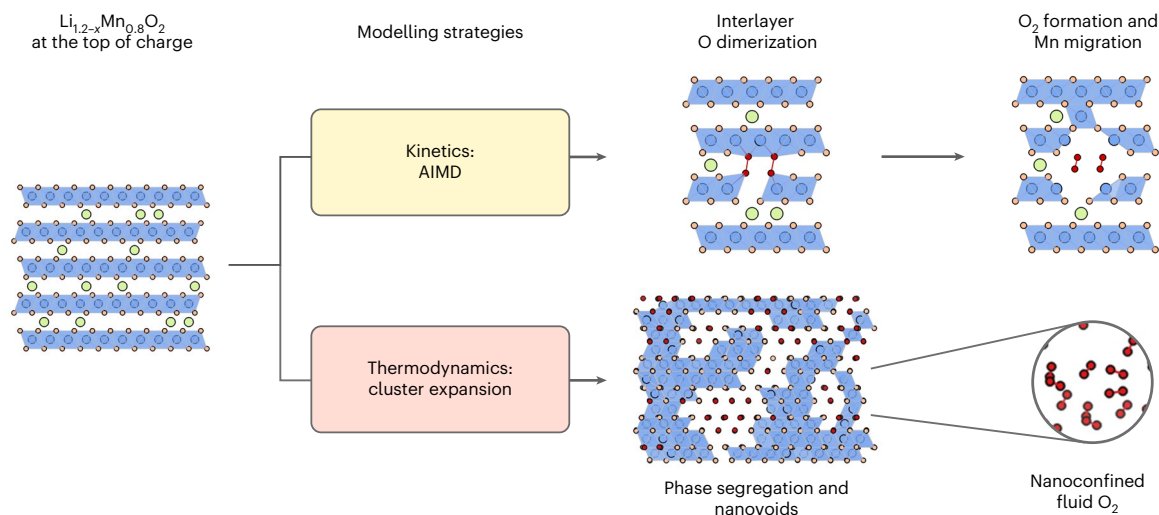 Li₁.₂₋ₓMn₀.₈O₂
at the top of charge
Modelling strategies
Interlayer
O dimerization
O₂ formation and
Mn migration
Kinetics:
AIMD
Thermodynamics:
cluster expansion
Phase segregation and
nanovoids
Nanoconfined
fluid O₂